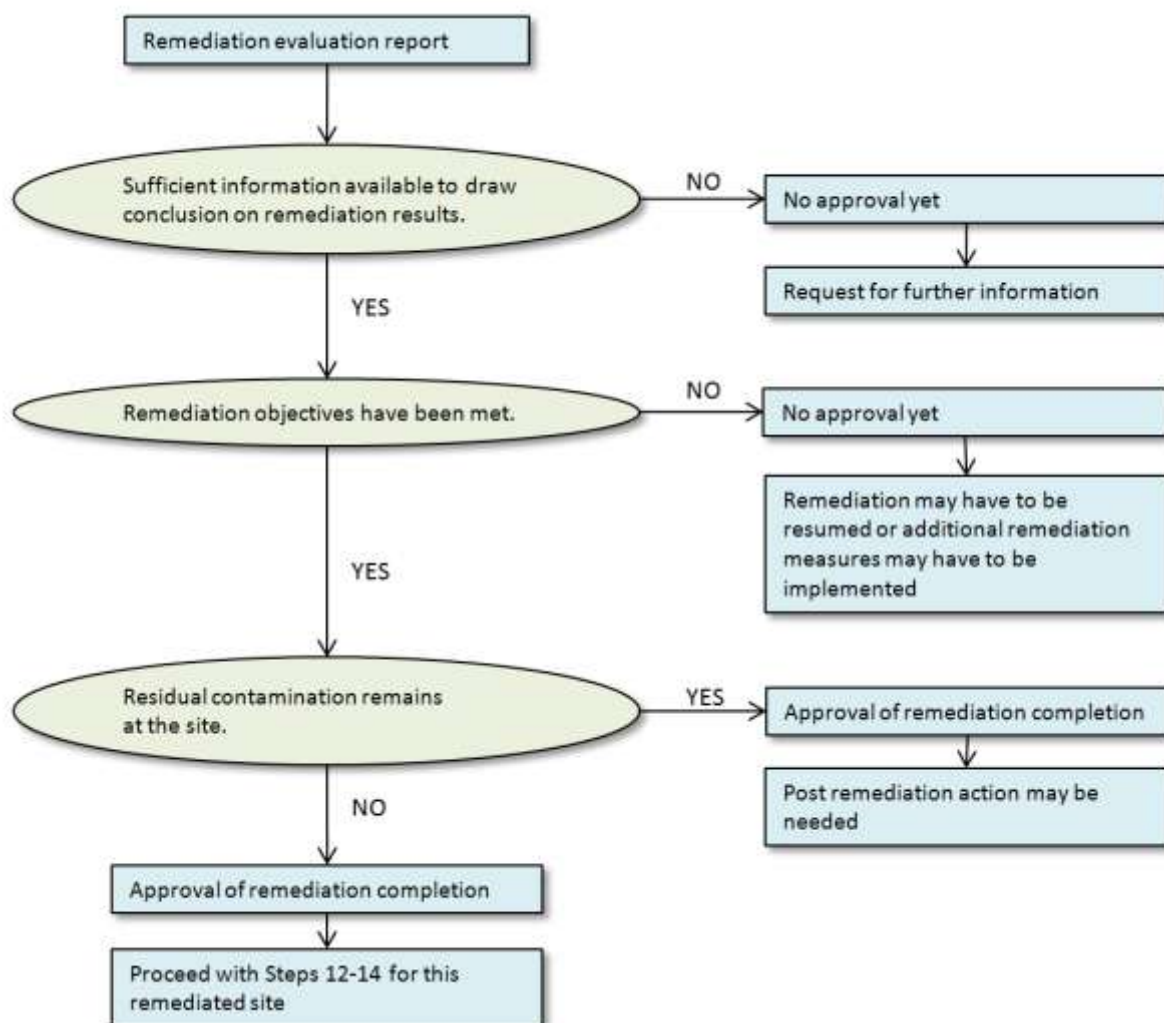 Remediation evaluation report
Sufficient information available to draw
conclusion on remediation results.
NO
No approval yet
Request for further information
YES
Remediation objectives have been met.
NO
No approval yet
Remediation may have to be
resumed or additional remediation
measures may have to be
implemented
YES
Residual contamination remains
at the site.
YES
Approval of remediation completion
Post remediation action may be
needed
NO
Approval of remediation completion
Proceed with Steps 12-14 for this
remediated site